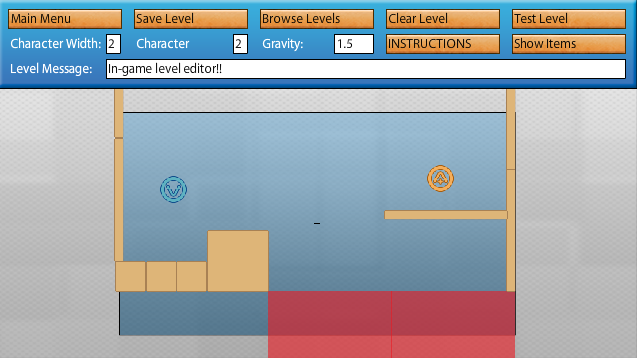 Main Menu Save Level Browse Levels Clear Level Test Level
Character Width: 2 Character 2 Gravity: 1.5 INSTRUCTIONS Show Items
Level Message: In-game level editor!!